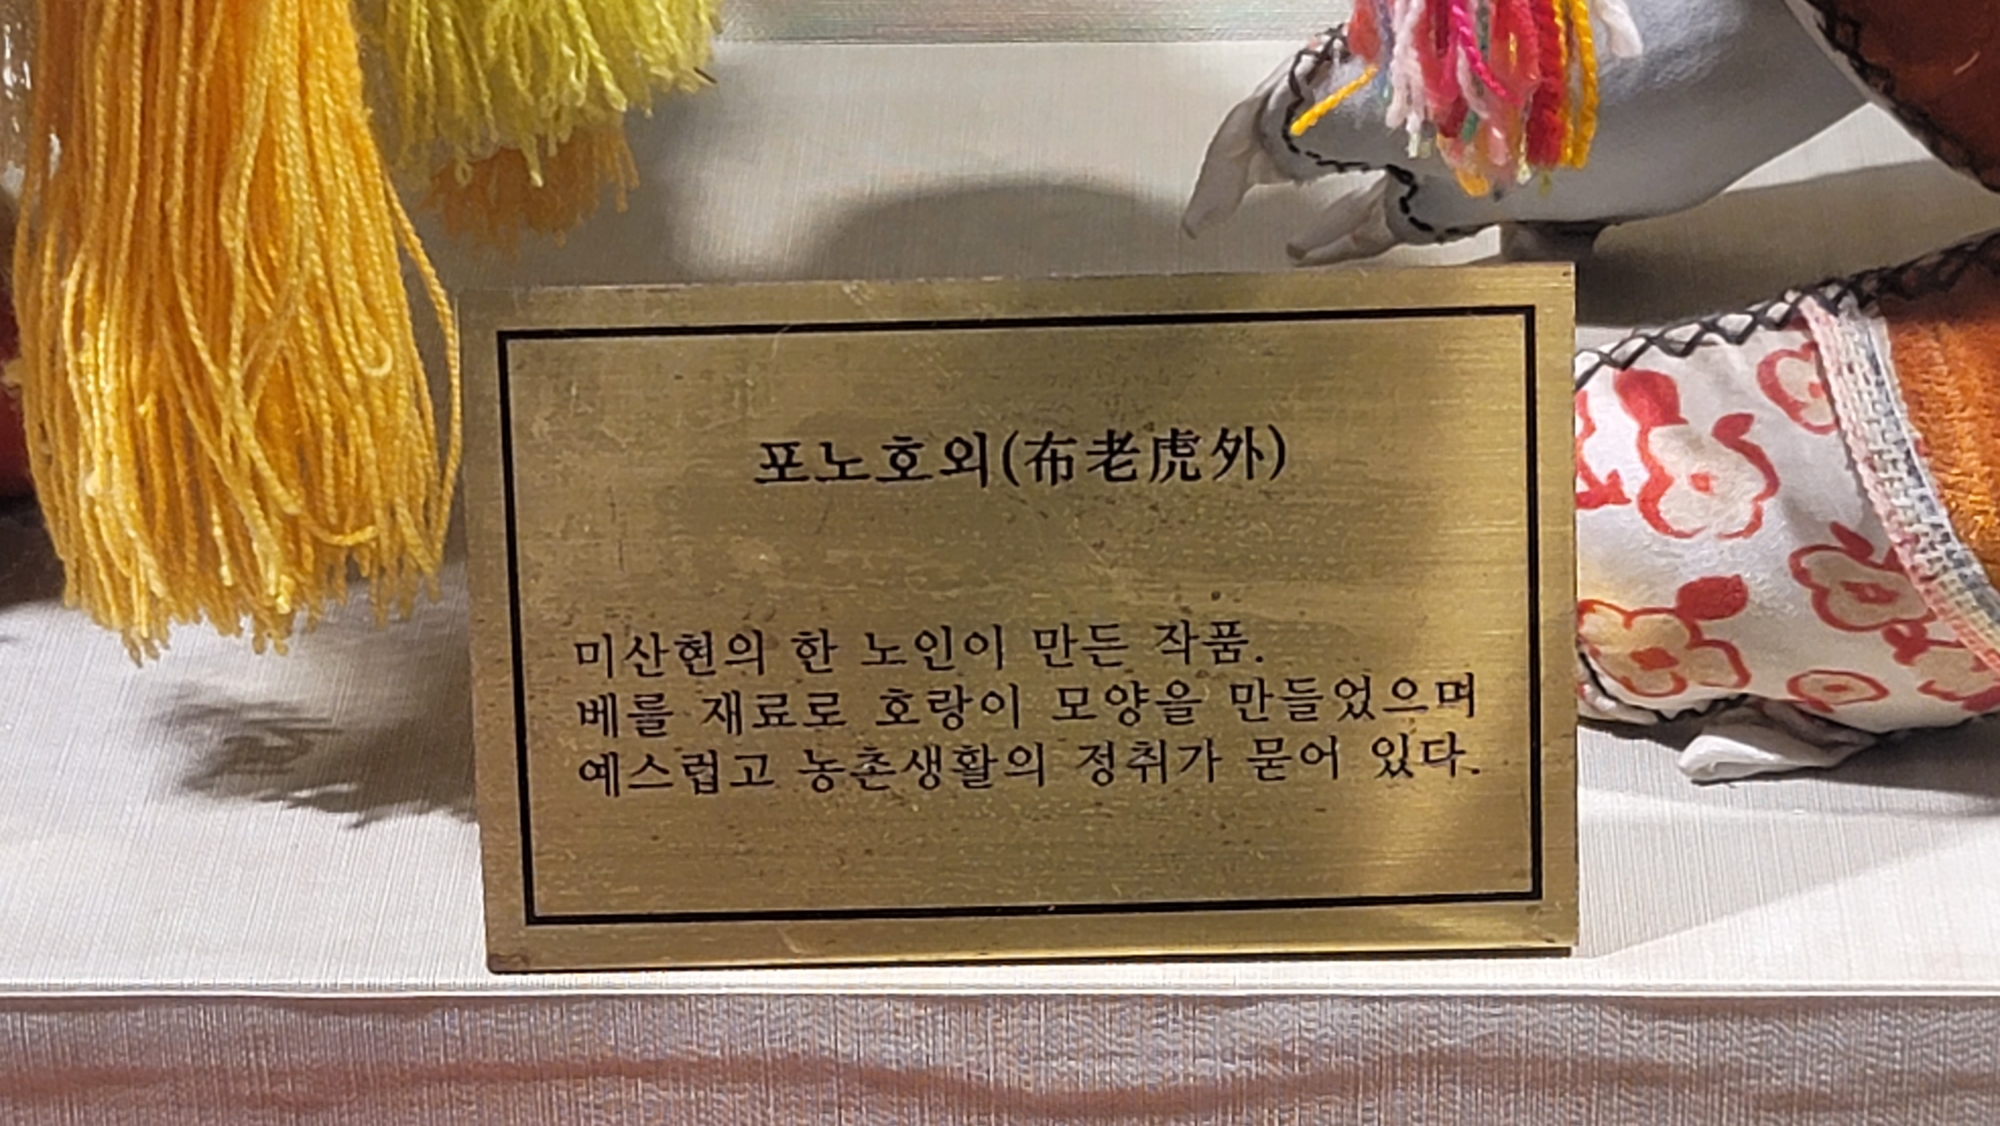 포노호외(布老虎外)
미산현의 한 노인이 만든 작품.
베를 재료로 호랑이 모양을 만들었으며
예스럽고 농촌생활의 정취가 묻어 있다.